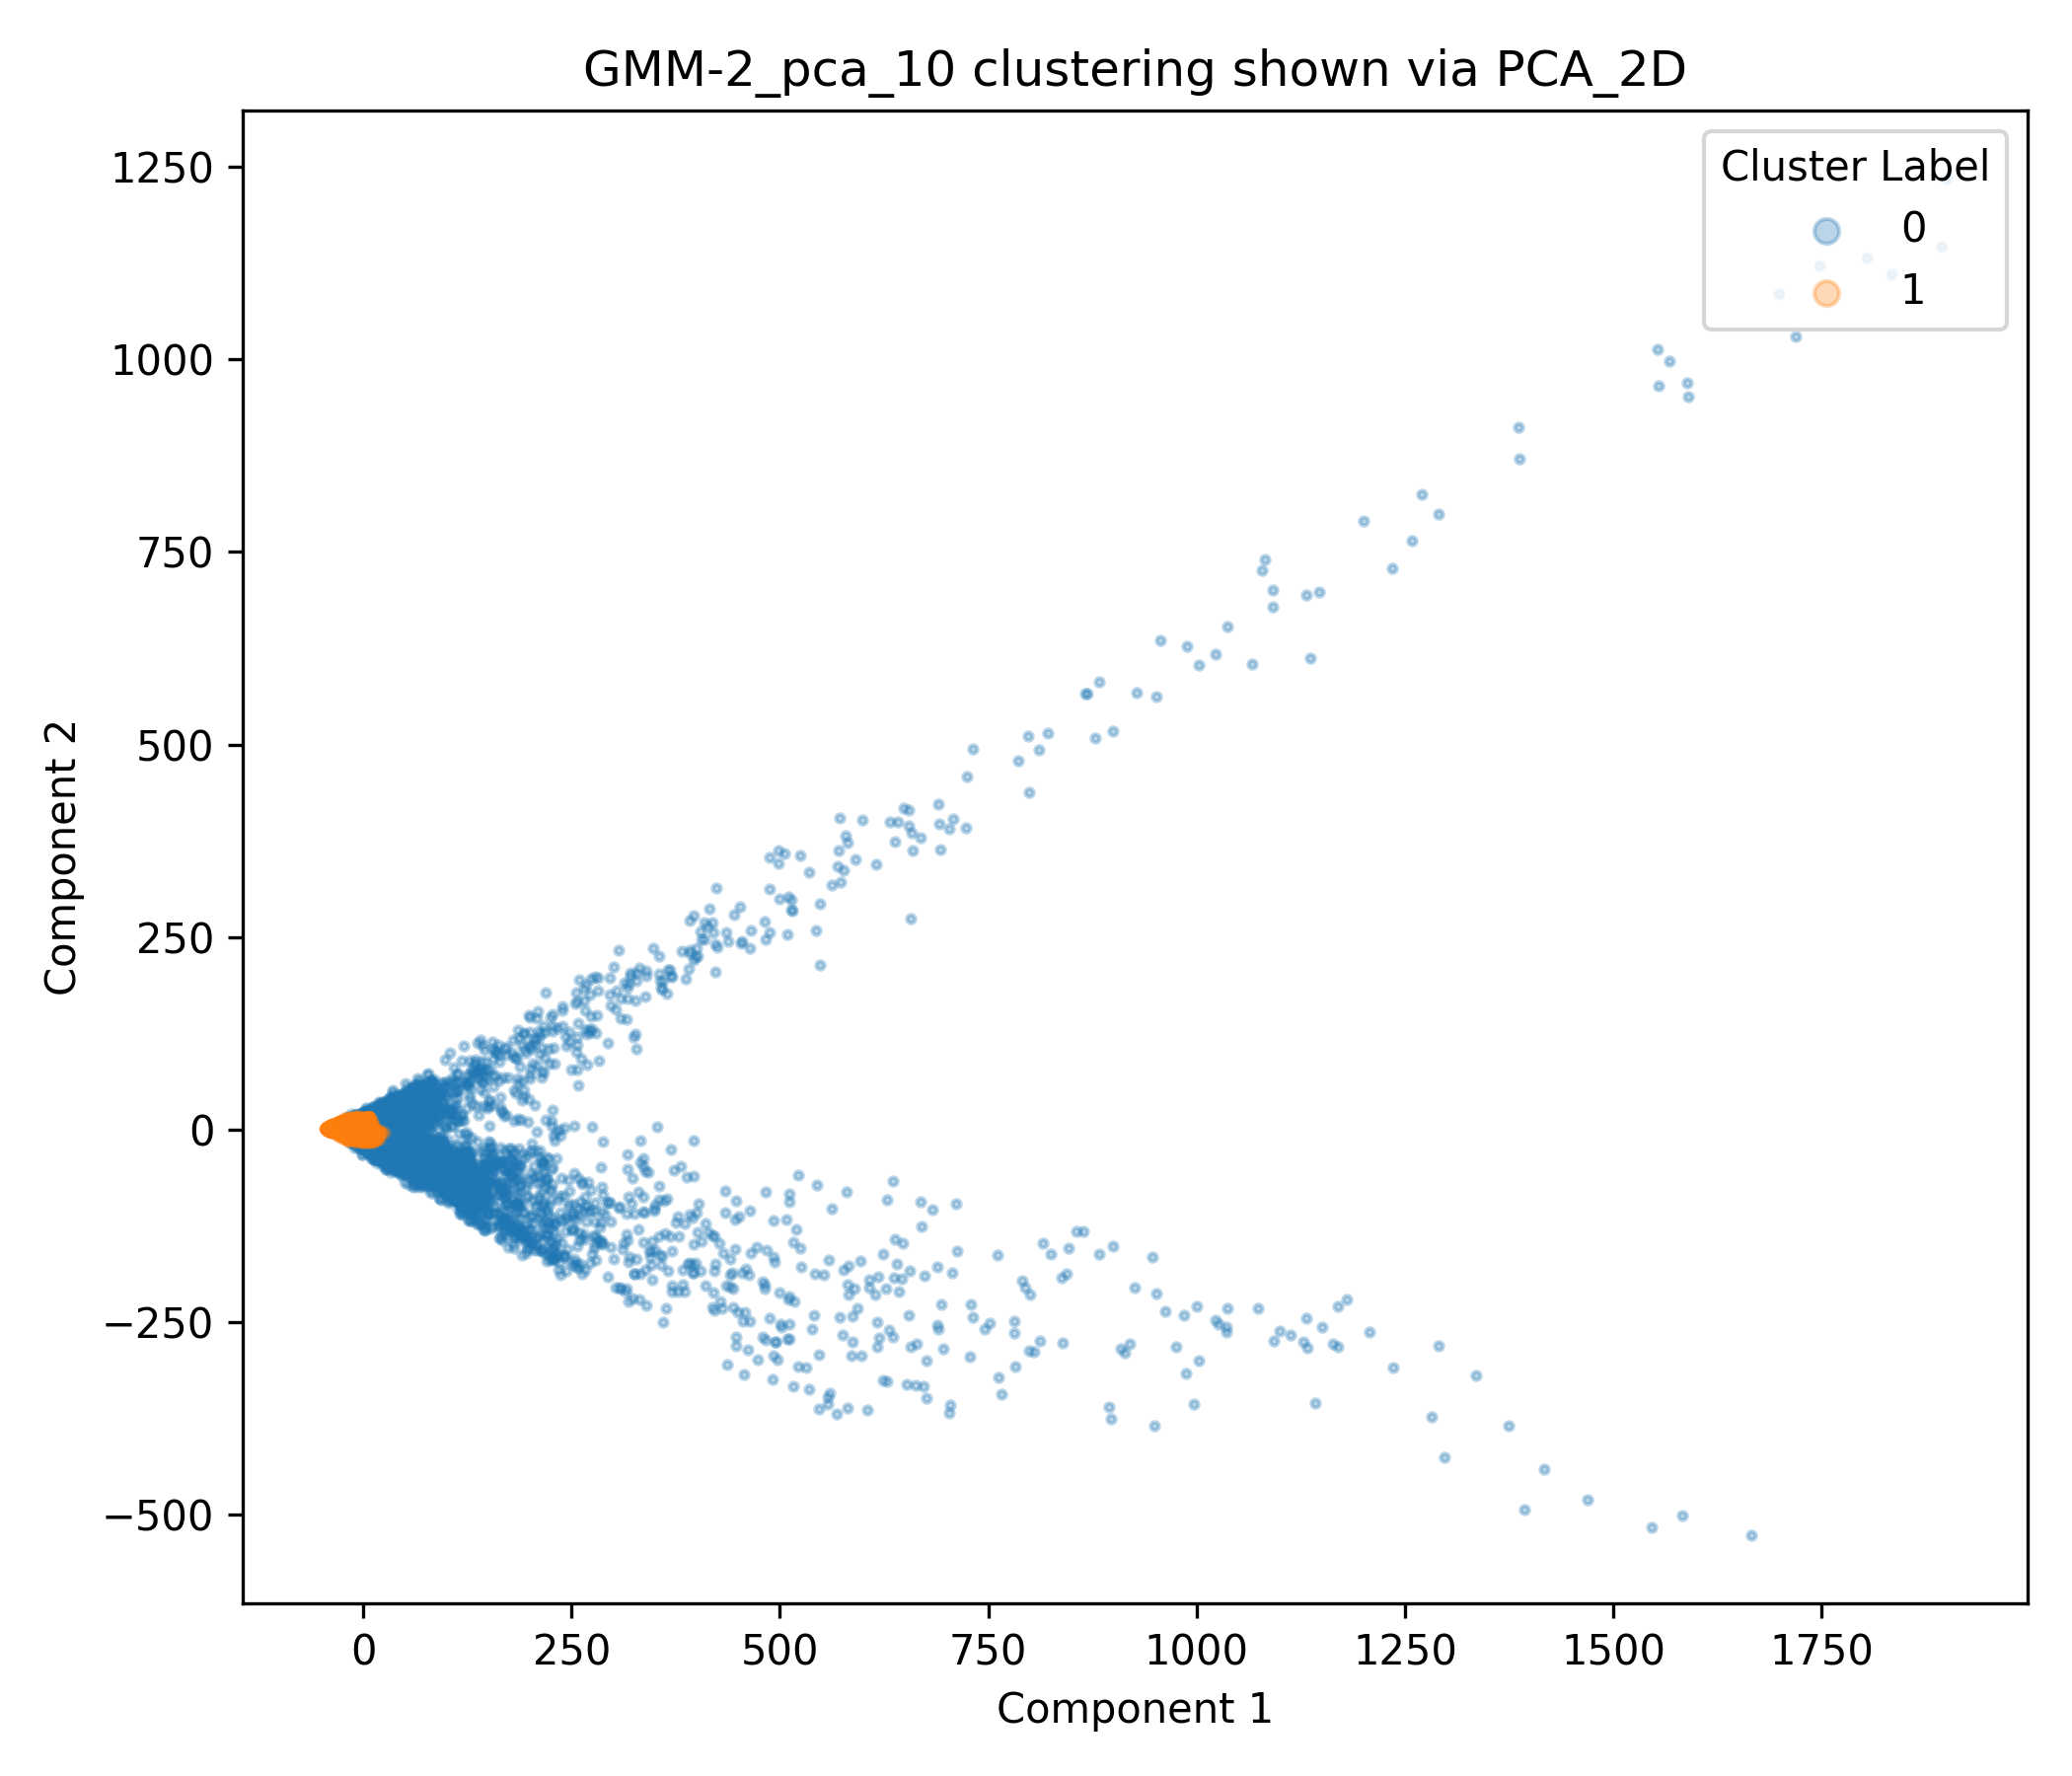 GMM-2_pca_10 clustering shown via PCA_2D
Cluster Label
0
1
1250
1000
750
500
250
0
−250
−500
Component 2
0 250 500 750 1000 1250 1500 1750
Component 1